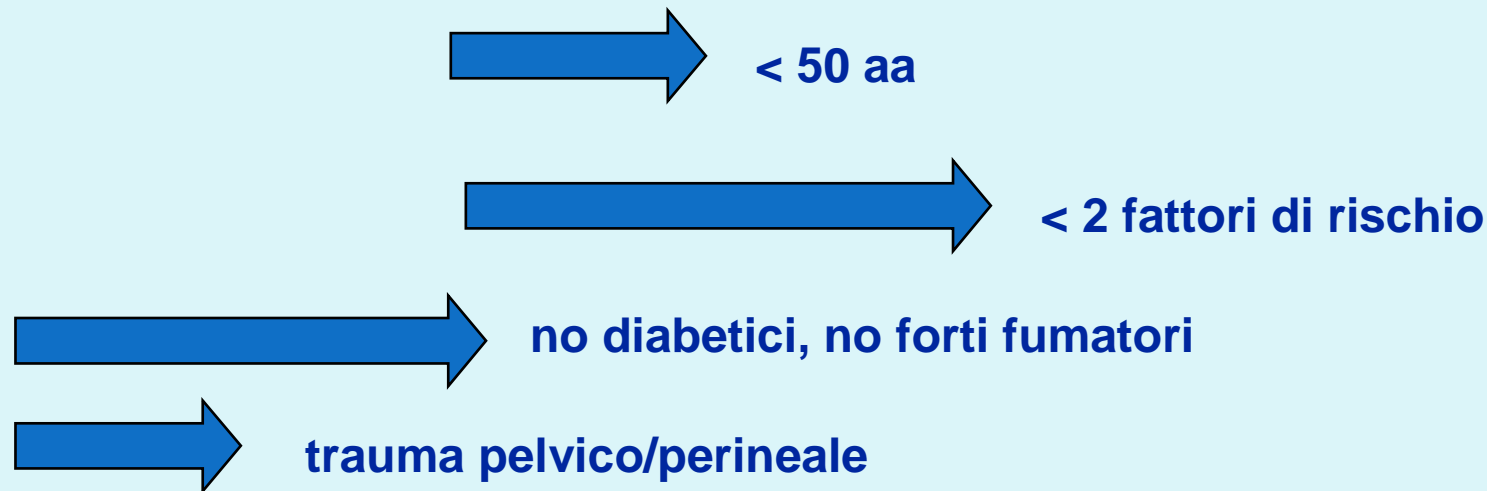 < 50 aa
< 2 fattori di rischio
no diabetici, no forti fumatori
trauma pelvico/perineale